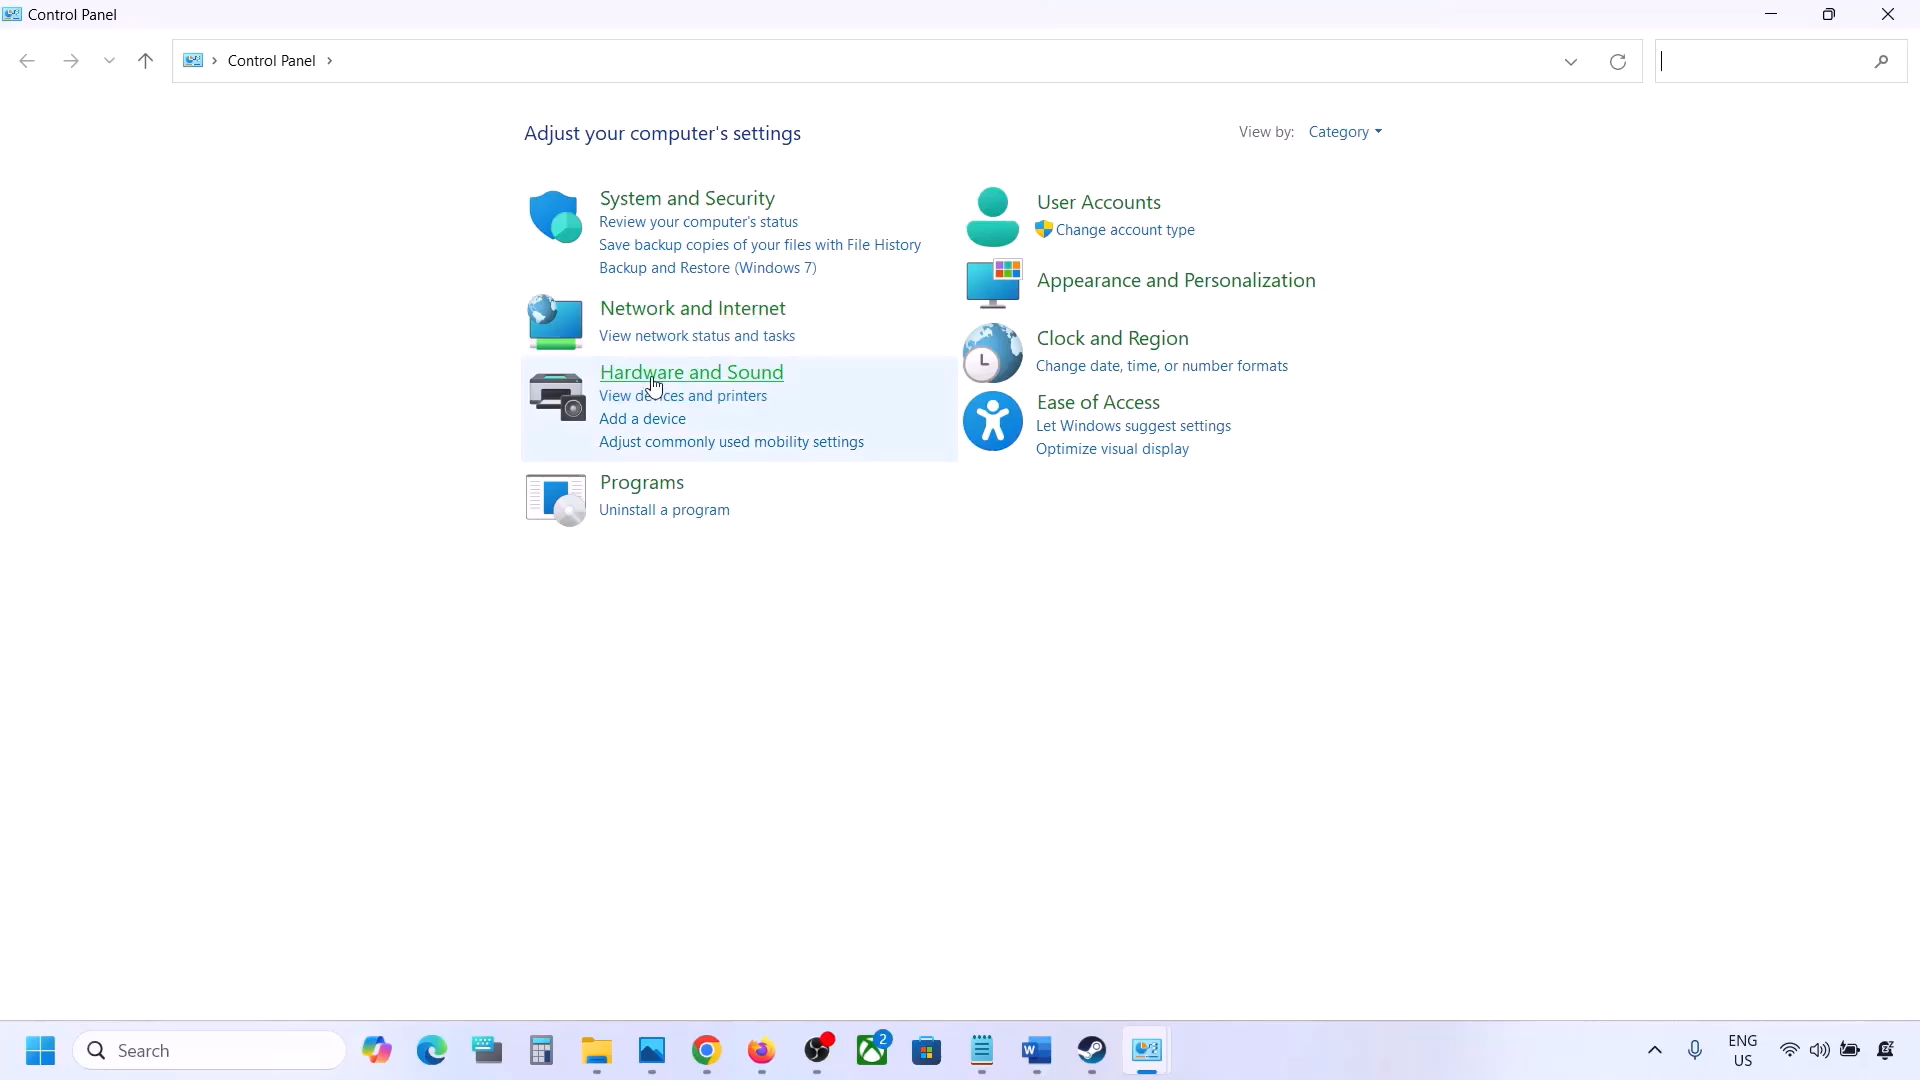 Control Panel
Control Panel
Adjust your computer's settings
View by: Category
System and Security
Review your computer's status
Save backup copies of your files with File History
Backup and Restore (Windows 7)
Network and Internet
View network status and tasks
Hardware and Sound
View devices and printers
Add a device
Adjust commonly used mobility settings
Programs
Uninstall a program
User Accounts
Change account type
Appearance and Personalization
Clock and Region
Change date, time, or number formats
Ease of Access
Let Windows suggest settings
Optimize visual display
Search
2
W
ENG
US